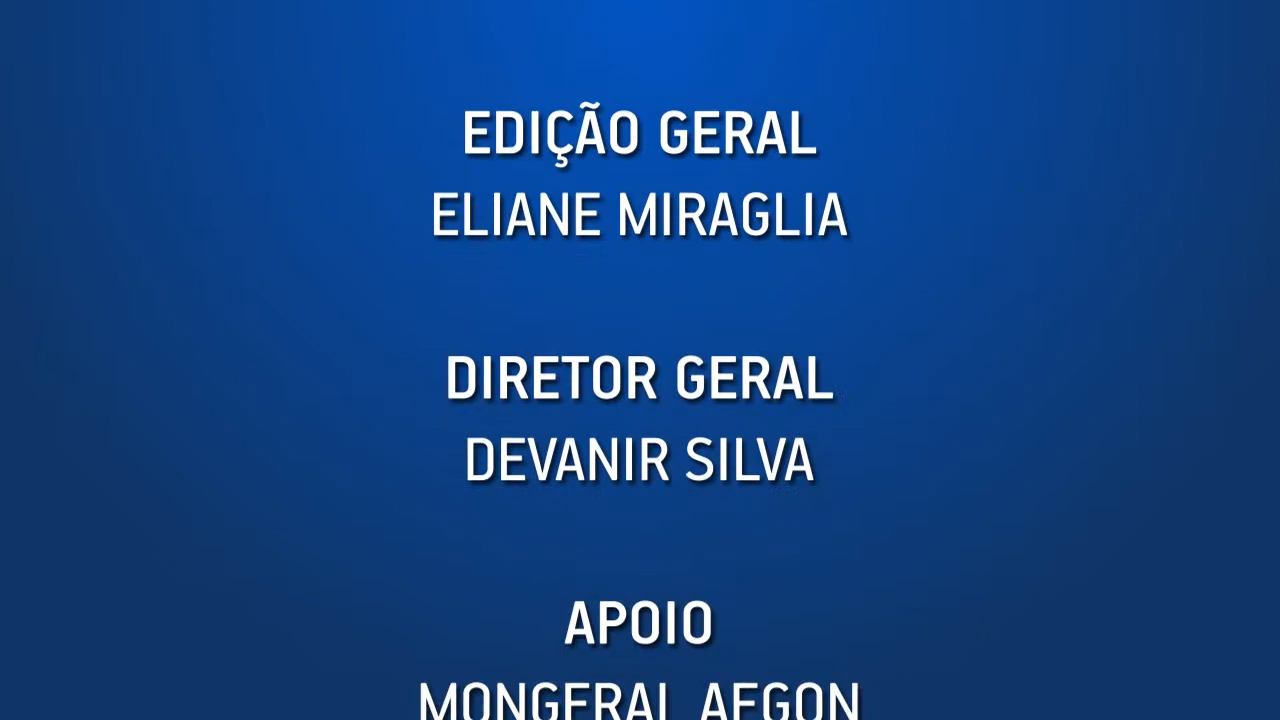 EDIÇÃO GERAL
ELIANE MIRAGLIA
DIRETOR GERAL
DEVANIR SILVA
APOIO
MONGERAL AEGON